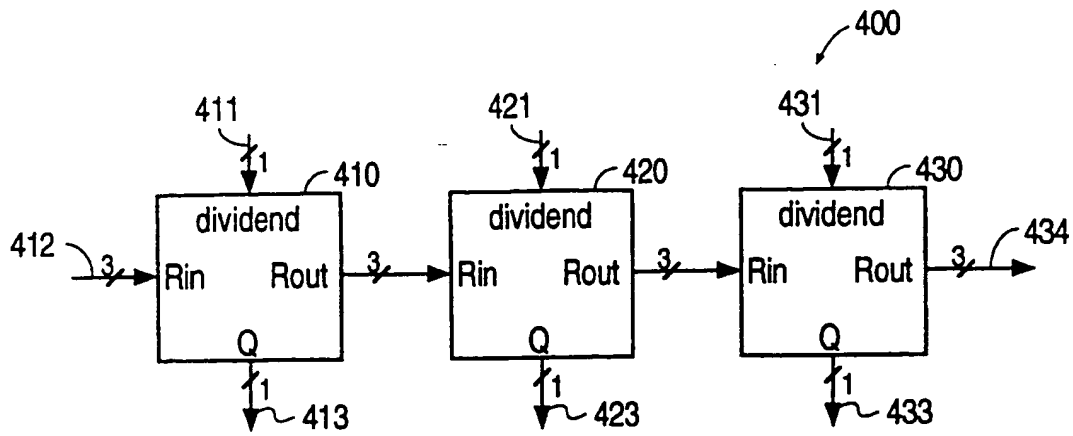 400
411
421
431
1
1
1
410
420
430
dividend
dividend
dividend
412
434
3
Rin
Rout
3
Rin
Rout
3
Rin
Rout
3
Q
Q
Q
1
1
1
413
423
433